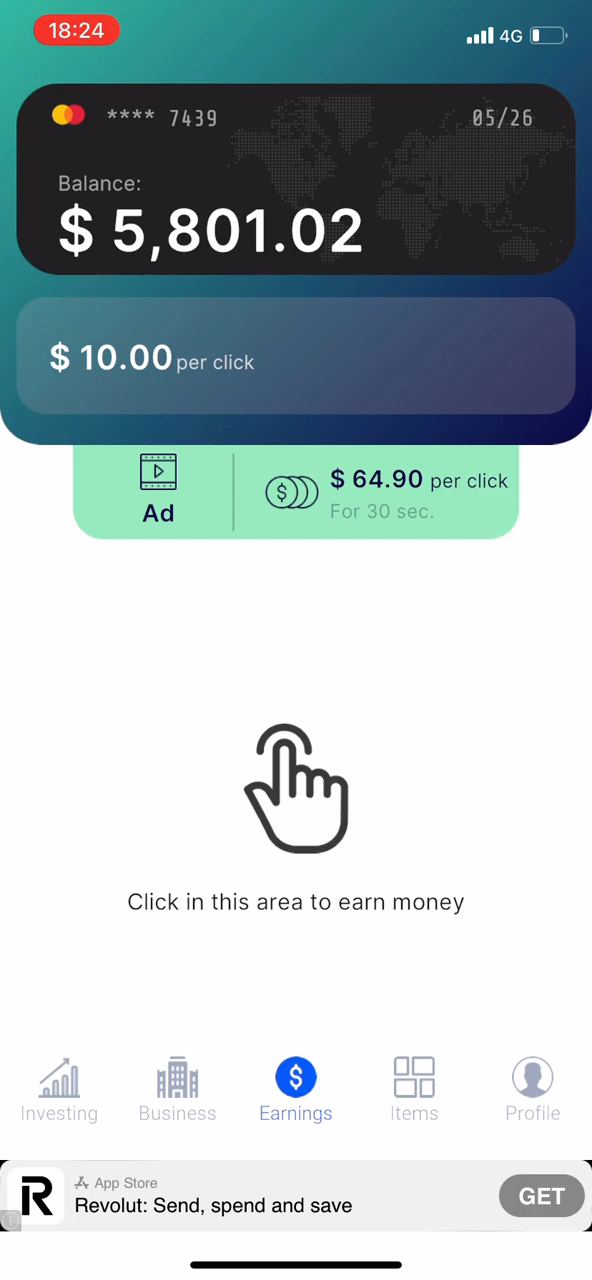 18:24
4G
**** 7439
05/26
Balance:
$ 5,801.02
$ 10.00 per click
Ad
$ 64.90 per click
For 30 sec.
Click in this area to earn money
Investing
Business
Earnings
Items
Profile
App Store
Revolut: Send, spend and save
GET